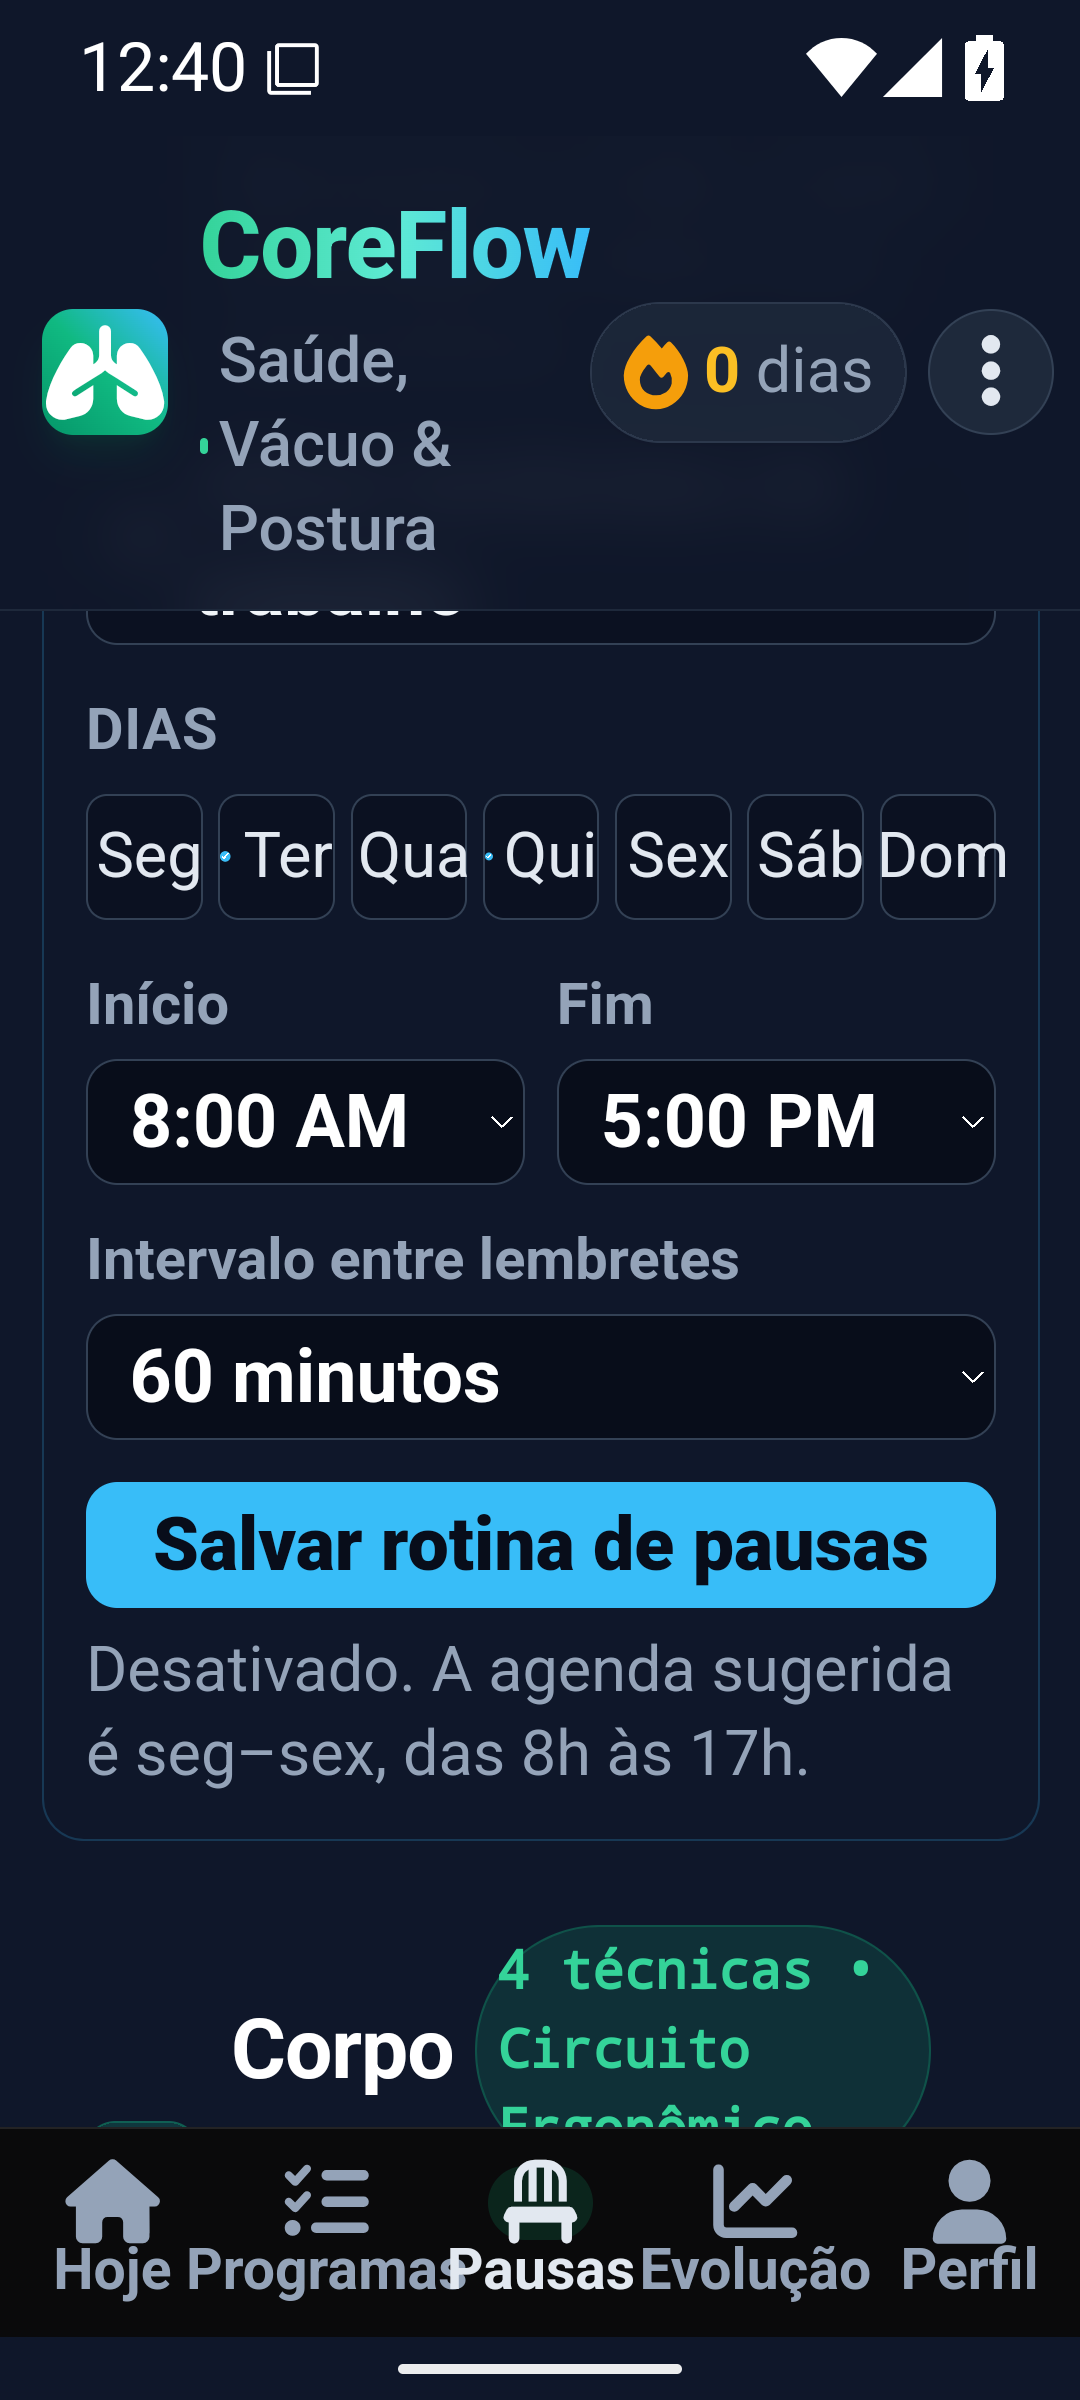 12:40
CoreFlow
Saúde,
Vácuo &
Postura
0 dias
DIAS
Seg Ter Qua Qui Sex Sáb Dom
Início Fim
8:00 AM 5:00 PM
Intervalo entre lembretes
60 minutos
Salvar rotina de pausas
Desativado. A agenda sugerida
é seg–sex, das 8h às 17h.
Corpo
4 técnicas •
Circuito
Ergonômico
Hoje Programas Pausas Evolução Perfil